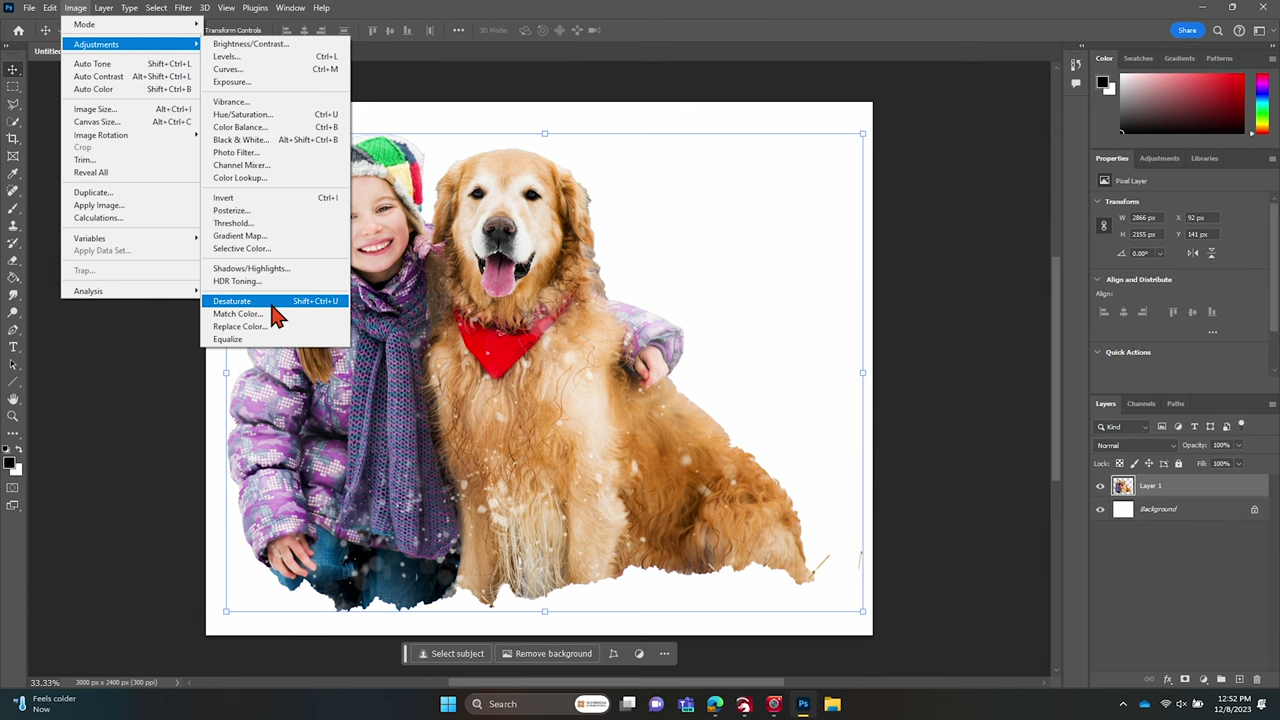 Ps File Edit Image Layer Type Select Filter 3D View Plugins Window Help
Transform Controls 3D Mode: Share
Untitle
Mode
Adjustments
Auto Tone Shift+Ctrl+L
Auto Contrast Alt+Shift+Ctrl+L
Auto Color Shift+Ctrl+B
Image Size... Alt+Ctrl+I
Canvas Size... Alt+Ctrl+C
Image Rotation
Crop
Trim...
Reveal All
Duplicate...
Apply Image...
Calculations...
Variables
Apply Data Set...
Trap...
Analysis
Brightness/Contrast...
Levels... Ctrl+L
Curves... Ctrl+M
Exposure...
Vibrance...
Hue/Saturation... Ctrl+U
Color Balance... Ctrl+B
Black & White... Alt+Shift+Ctrl+B
Photo Filter...
Channel Mixer...
Color Lookup...
Invert Ctrl+I
Posterize...
Threshold...
Gradient Map...
Selective Color...
Shadows/Highlights...
HDR Toning...
Desaturate Shift+Ctrl+U
Match Color...
Replace Color...
Equalize
Color Swatches Gradients Patterns
Properties Adjustments Libraries
Pixel Layer
Transform
W 2866 px X 92 px
H 2155 px Y 141 px
0.00°
Align and Distribute
Align:
Quick Actions
Layers Channels Paths
Kind
Normal Opacity: 100%
Lock: Fill: 100%
Layer 1
Background
Select subject Remove background
33.33% 3000 px x 2400 px (300 ppi)
Feels colder
Now
Search
Ps
12:52 PM
12/8/2023